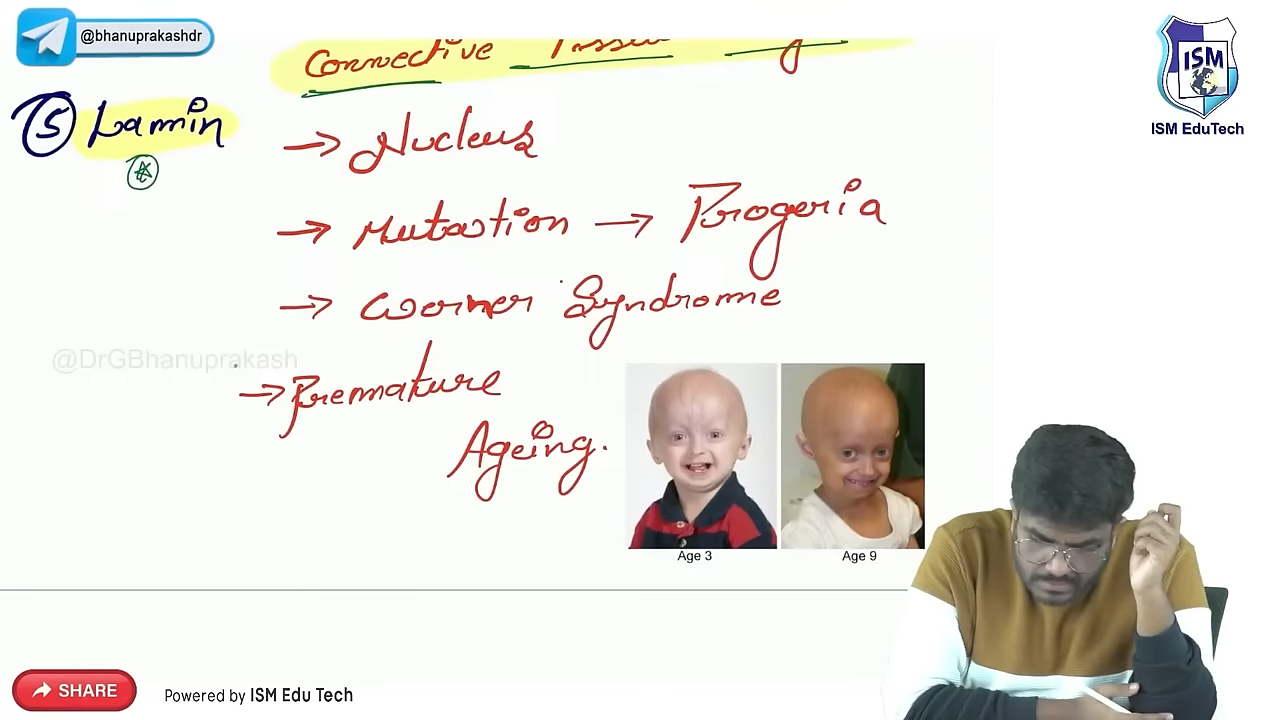 @bhanuprakashdr
Connective Tissue
ISM
ISM EduTech
5 Lamin
→ Nucleus
→ Mutation → Progeria
→ Werner Syndrome
@DrGBhanuprakash
→ Premature
Ageing.
Age 3
Age 9
SHARE
Powered by ISM Edu Tech